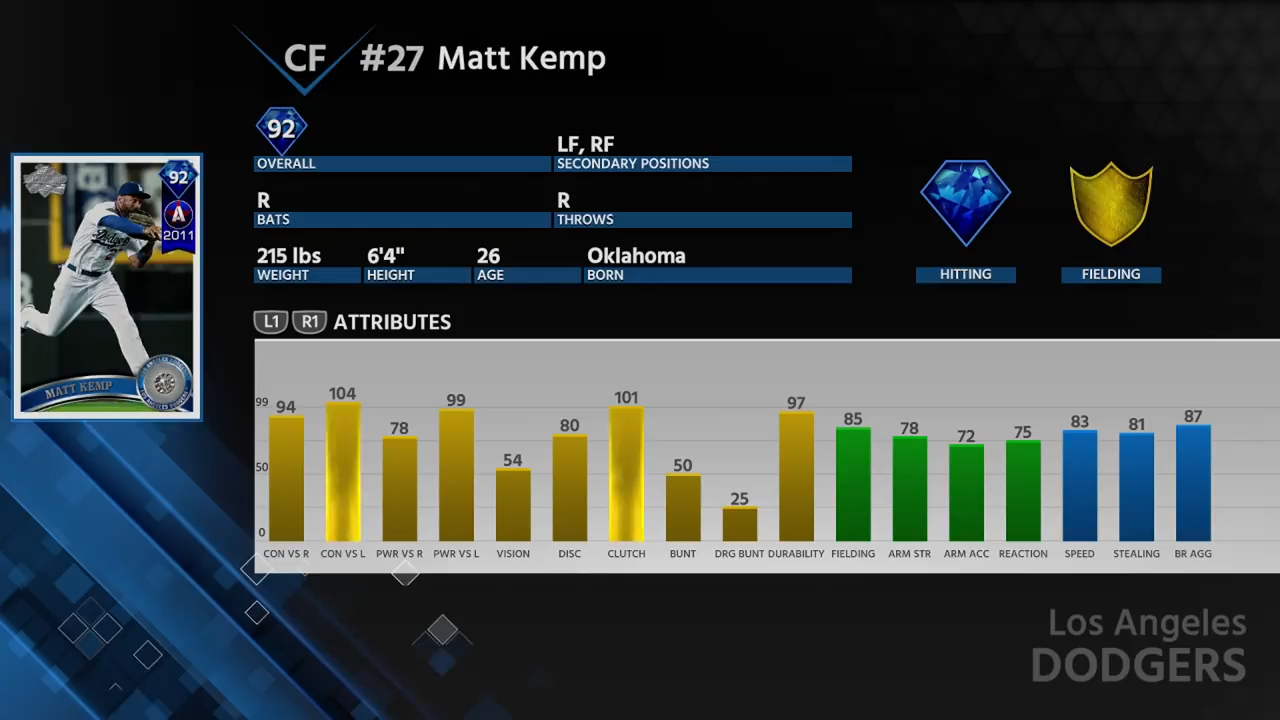 CF #27 Matt Kemp
92
OVERALL
LF, RF
SECONDARY POSITIONS
R
BATS
R
THROWS
215 lbs
WEIGHT
6'4"
HEIGHT
26
AGE
Oklahoma
BORN
HITTING
FIELDING
92
A
2011
Dodgers
MATT KEMP
L1 R1 ATTRIBUTES
99
50
0
94 104 78 99 54 80 101 50 25 97 85 78 72 75 83 81 87
CON VS R CON VS L PWR VS R PWR VS L VISION DISC CLUTCH BUNT DRG BUNT DURABILITY FIELDING ARM STR ARM ACC REACTION SPEED STEALING BR AGG
Los Angeles
DODGERS